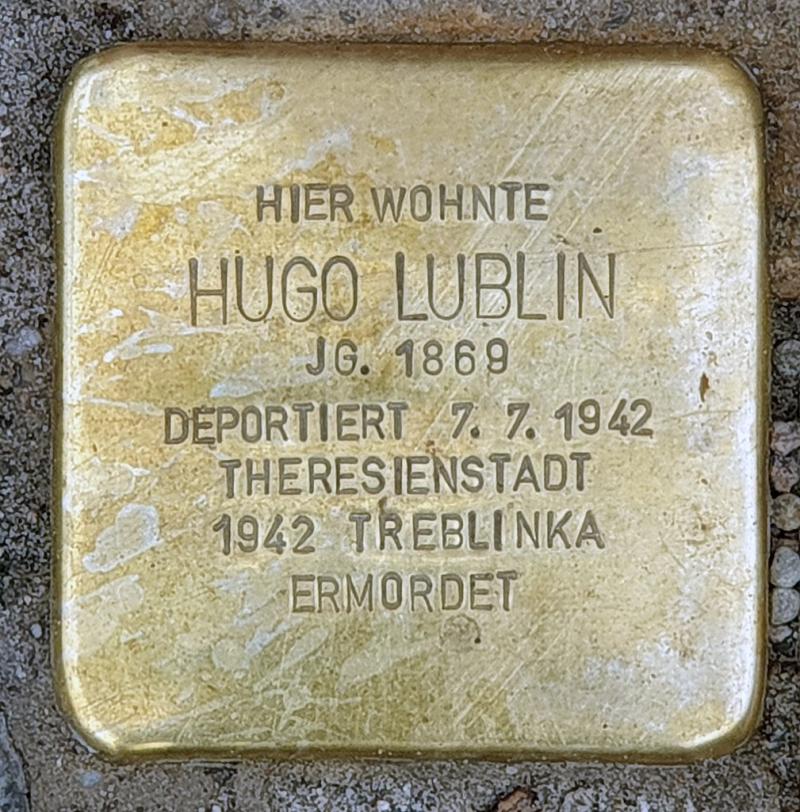 HIER WOHNTE
HUGO LUBLIN
JG. 1869
DEPORTIERT 7. 7. 1942
THERESIENSTADT
1942 TREBLINKA
ERMORDET